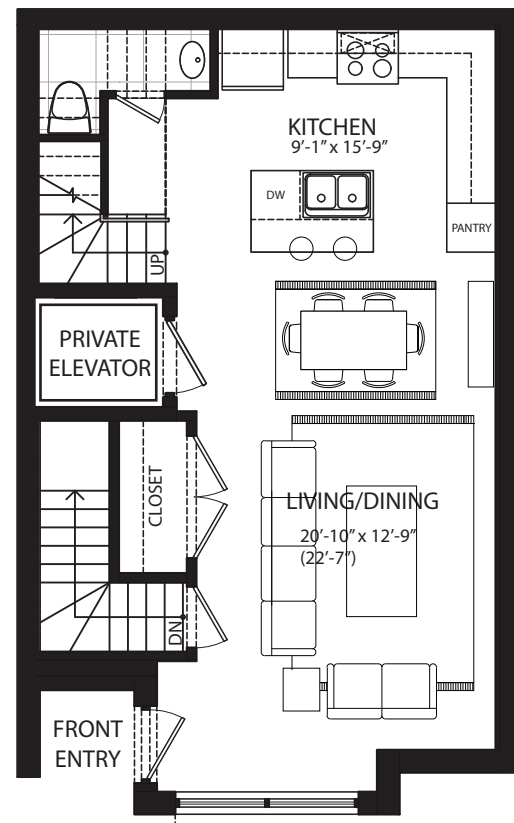 KITCHEN
9'-1" x 15'-9"
DW
PANTRY
UP
PRIVATE
ELEVATOR
CLOSET
LIVING/DINING
20'-10" x 12'-9"
(22'-7")
DN
FRONT
ENTRY